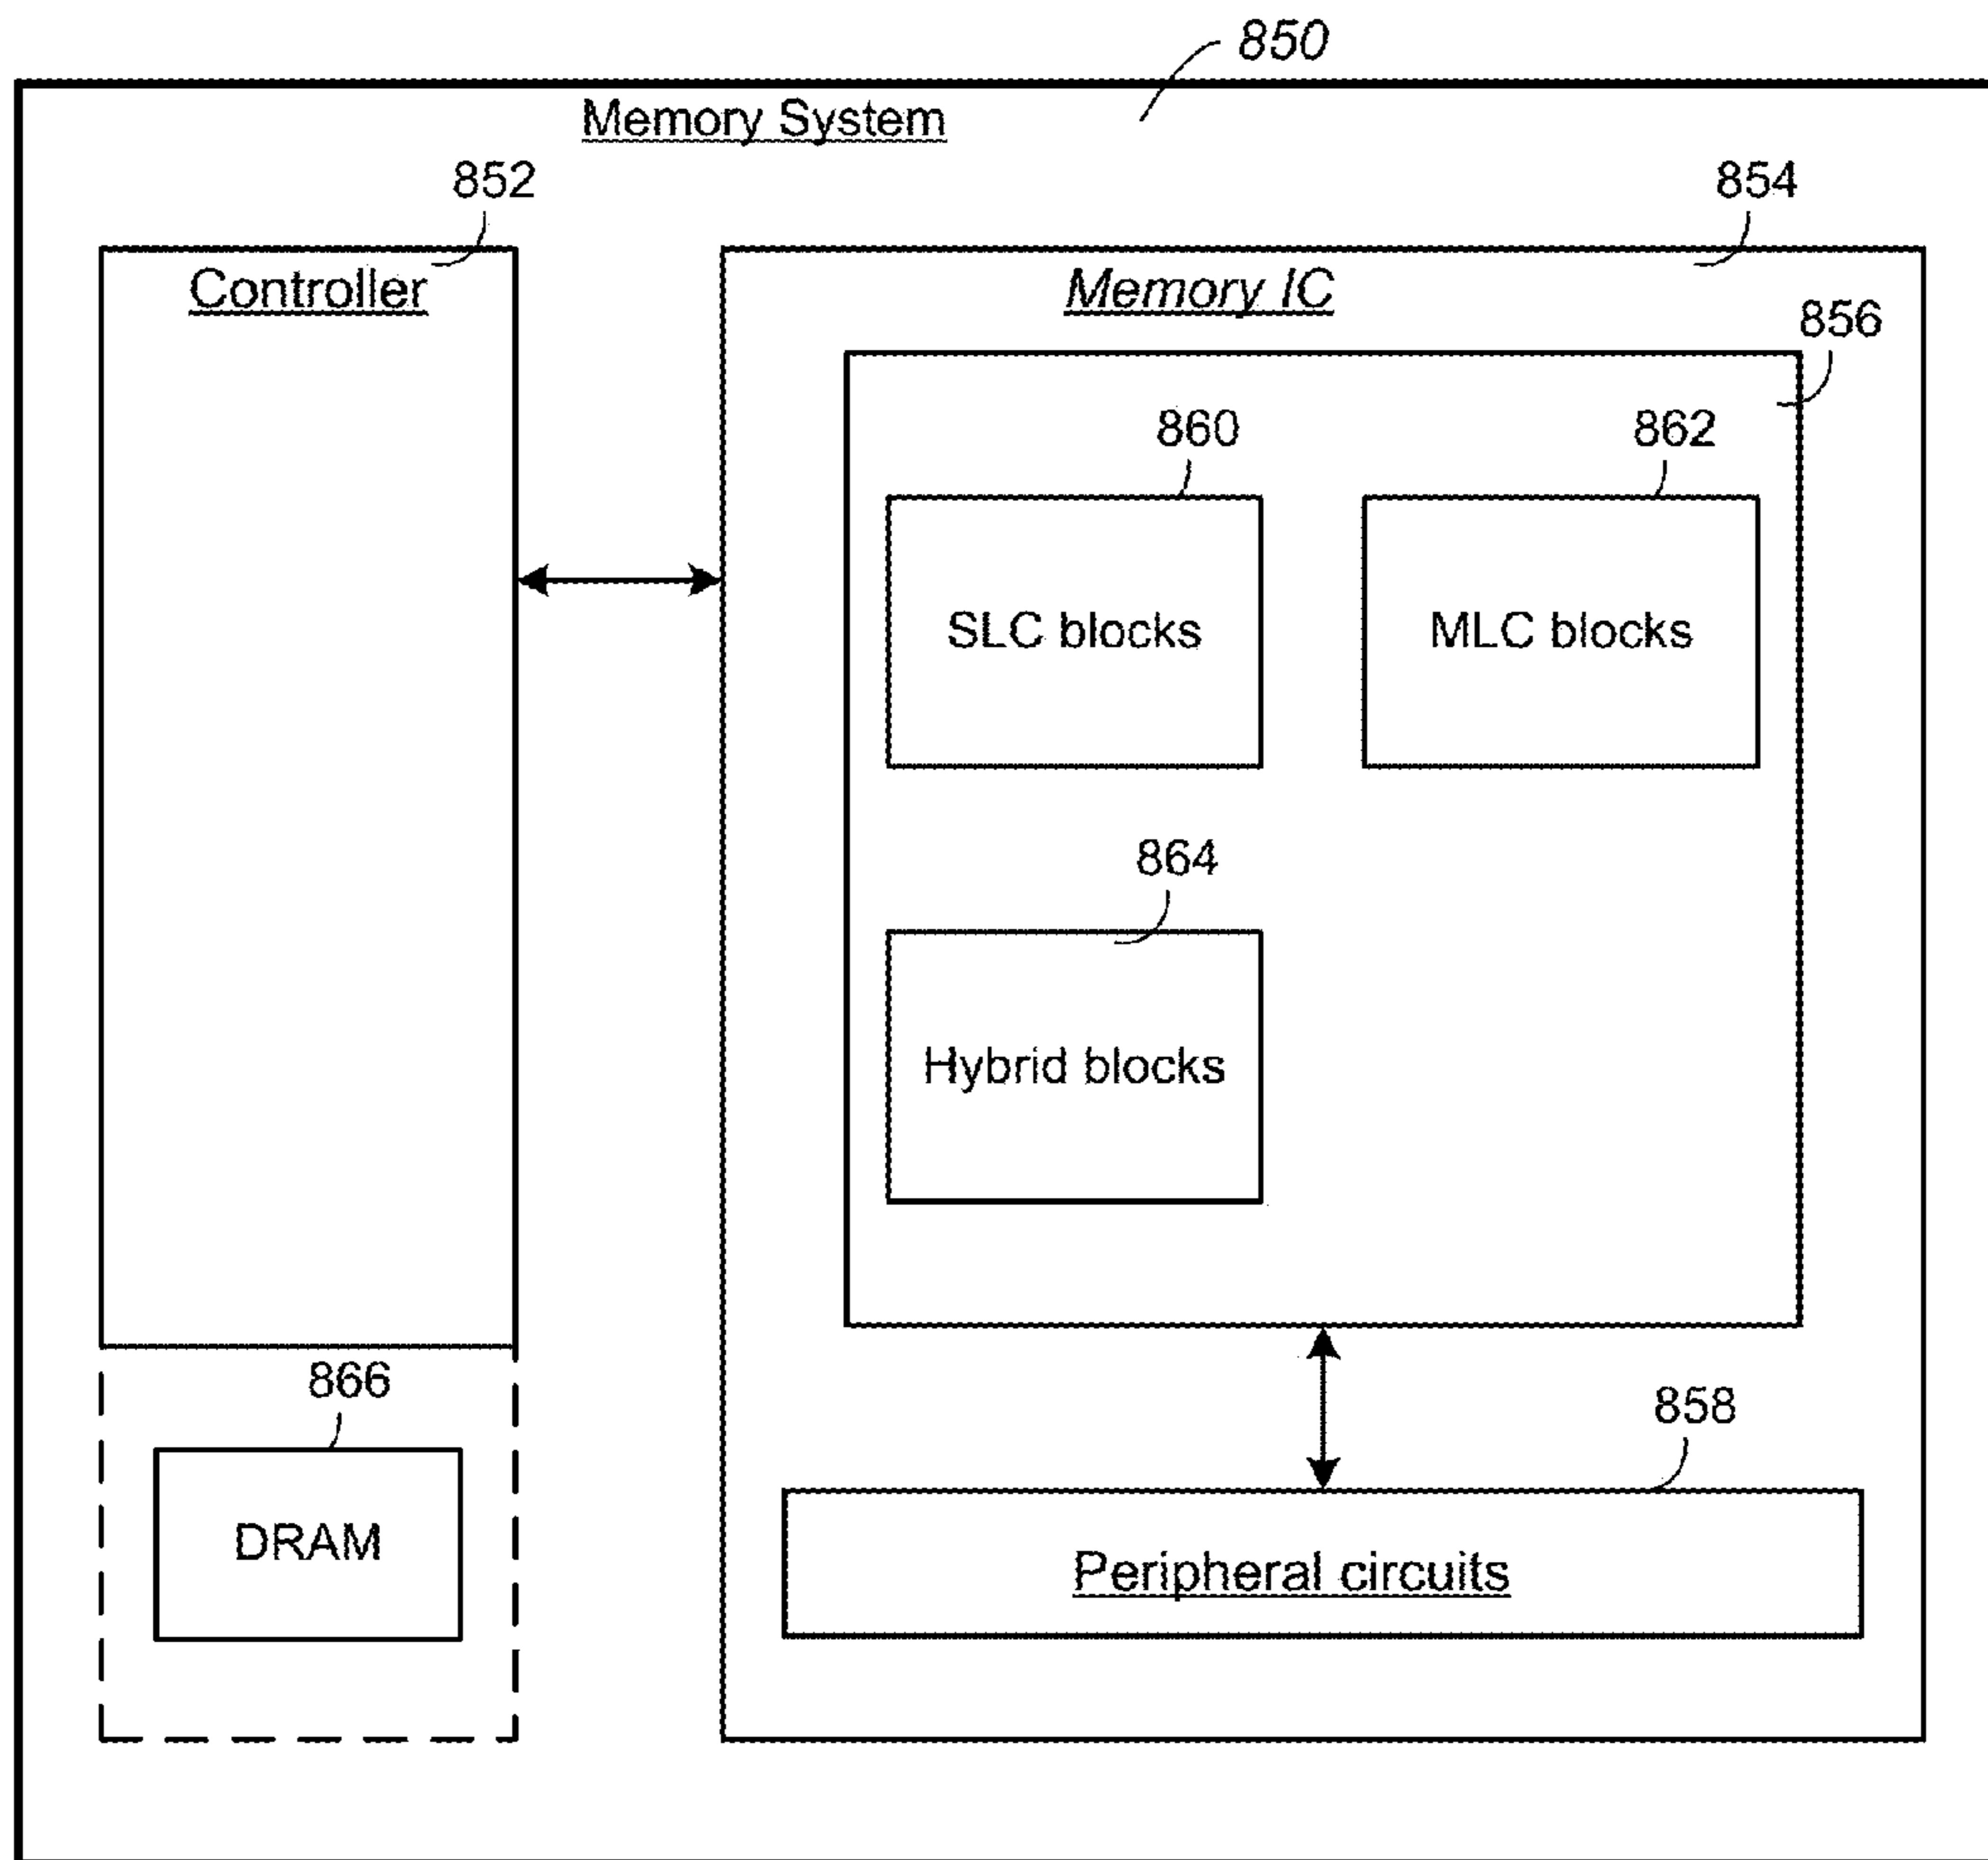 850
Memory System
852
854
Controller
Memory IC
856
860
862
SLC blocks
MLC blocks
864
Hybrid blocks
866
858
DRAM
Peripheral circuits